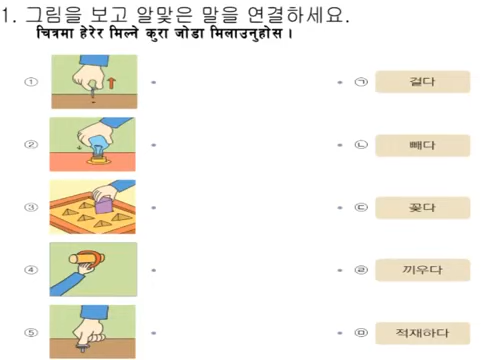 1. 그림을 보고 알맞은 말을 연결하세요.
चित्रमा हेरेर मिल्ने कुरा जोडा मिलाउनुहोस ।
① ㉠ 걸다
② ㉡ 빼다
③ ㉢ 꽂다
④ ㉣ 끼우다
⑤ ㉤ 적재하다